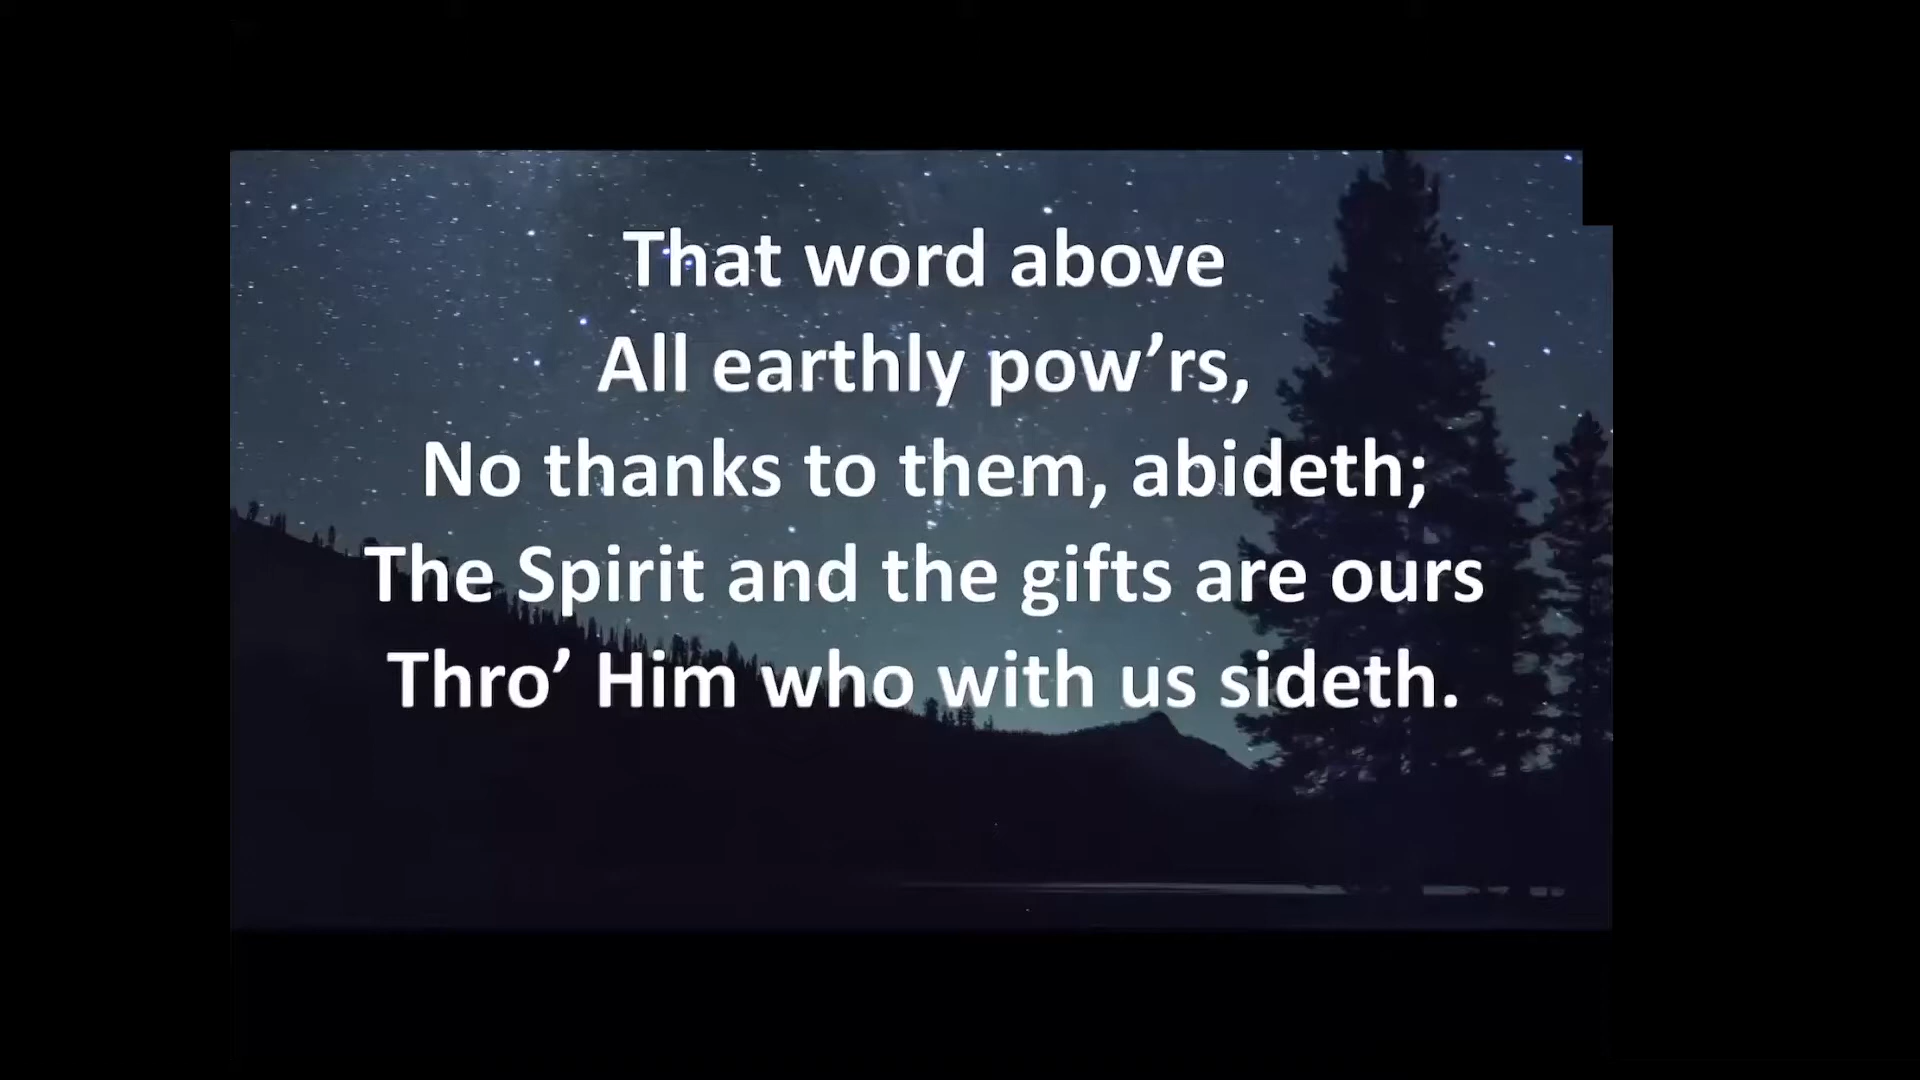 That word above
All earthly pow’rs,
No thanks to them, abideth;
The Spirit and the gifts are ours
Thro’ Him who with us sideth.